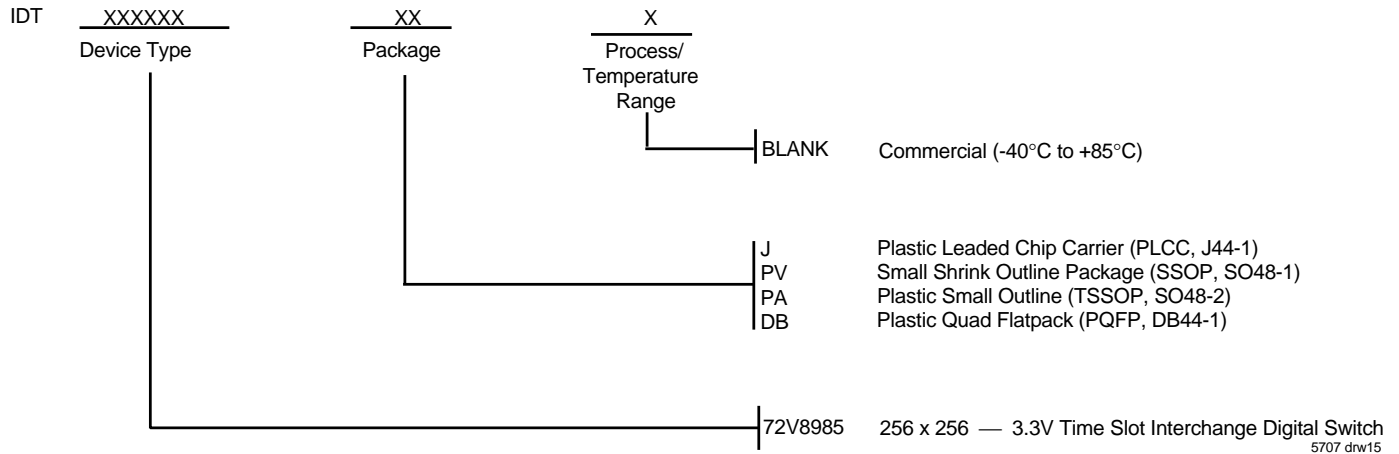 IDT XXXXXX XX X
Device Type Package Process/
Temperature
Range
BLANK Commercial (-40°C to +85°C)
J Plastic Leaded Chip Carrier (PLCC, J44-1)
PV Small Shrink Outline Package (SSOP, SO48-1)
PA Plastic Small Outline (TSSOP, SO48-2)
DB Plastic Quad Flatpack (PQFP, DB44-1)
72V8985 256 x 256 — 3.3V Time Slot Interchange Digital Switch
5707 drw15